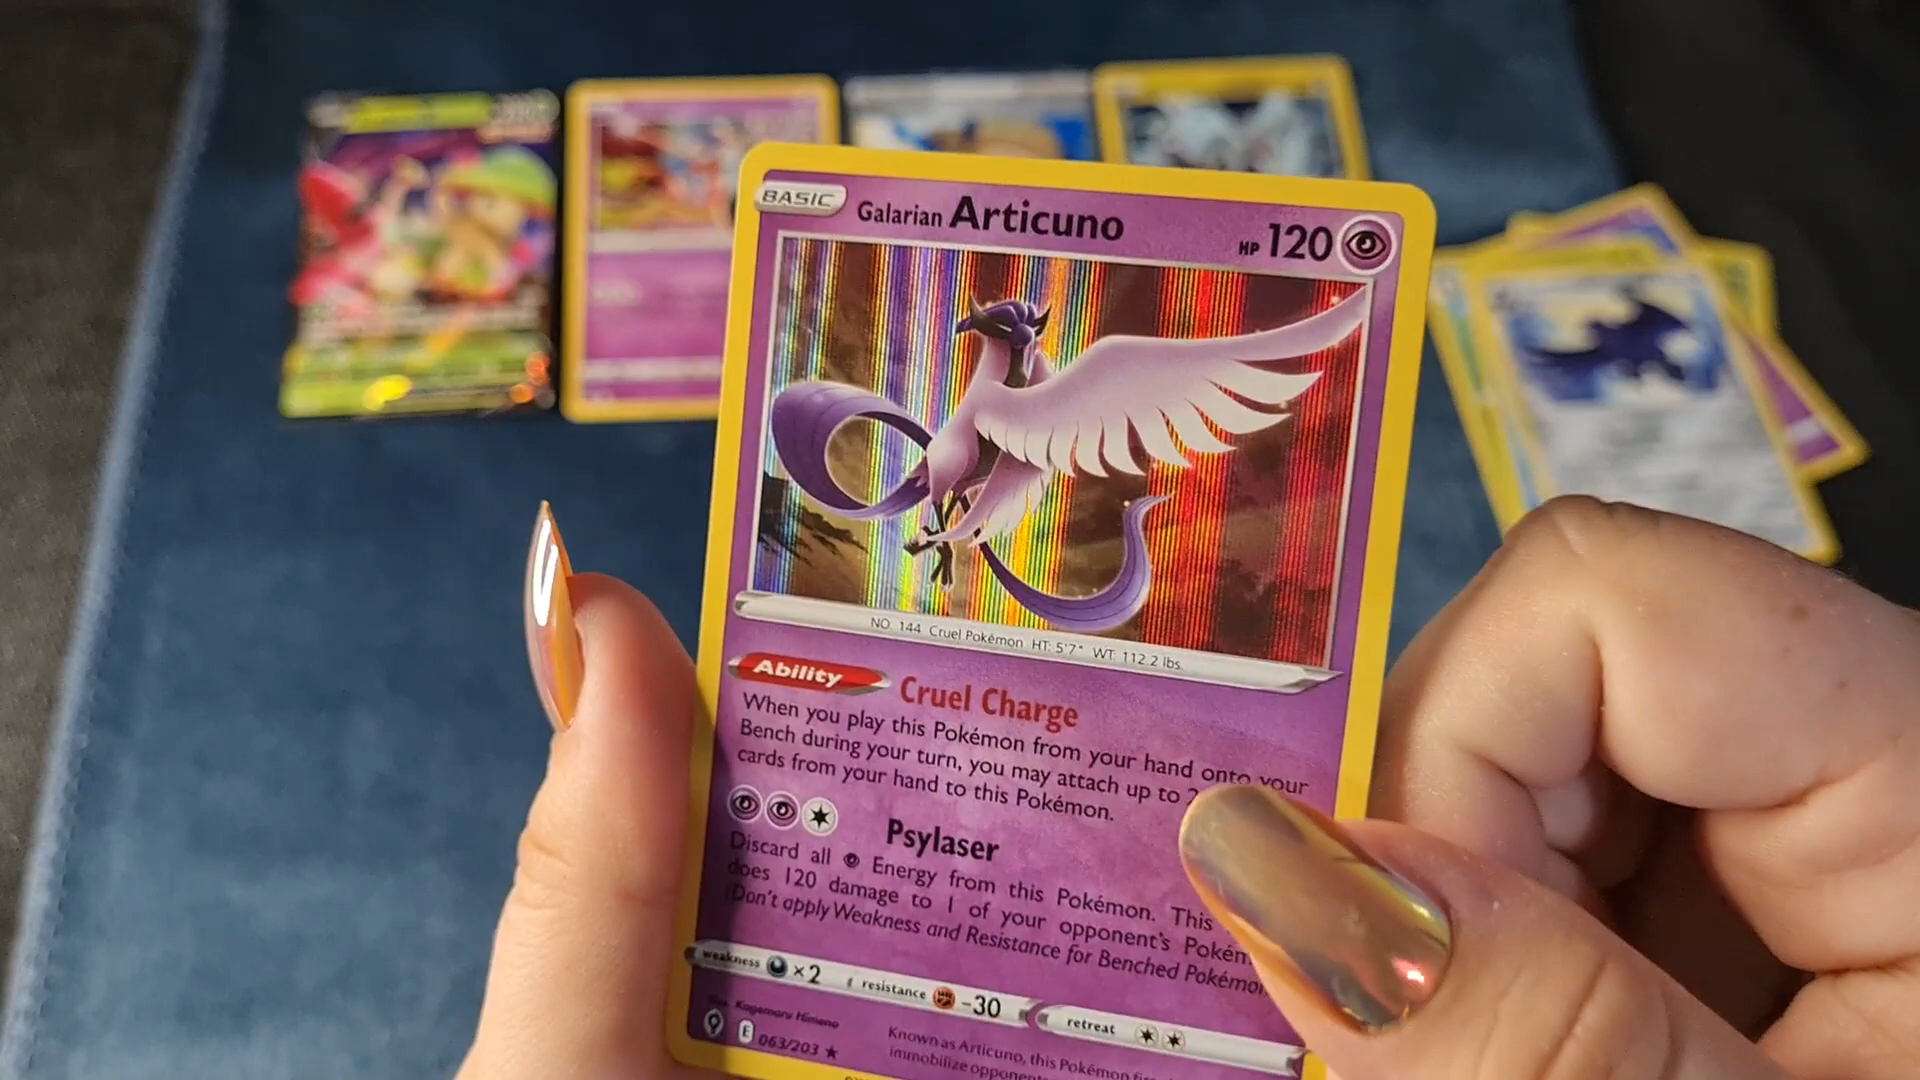 BASIC Galarian Articuno HP 120
NO. 144 Cruel Pokémon HT: 5'7" WT: 112.2 lbs.
Ability Cruel Charge
When you play this Pokémon from your hand onto your
Bench during your turn, you may attach up to 2
cards from your hand to this Pokémon.
Psylaser
Discard all Energy from this Pokémon. This
does 120 damage to 1 of your opponent's Pokém
(Don't apply Weakness and Resistance for Benched Pokémon
weakness ×2 resistance -30 retreat
Illus. Kagemaru Himeno
E 063/203
Known as Articuno, this Pokémon
immobilize opponent